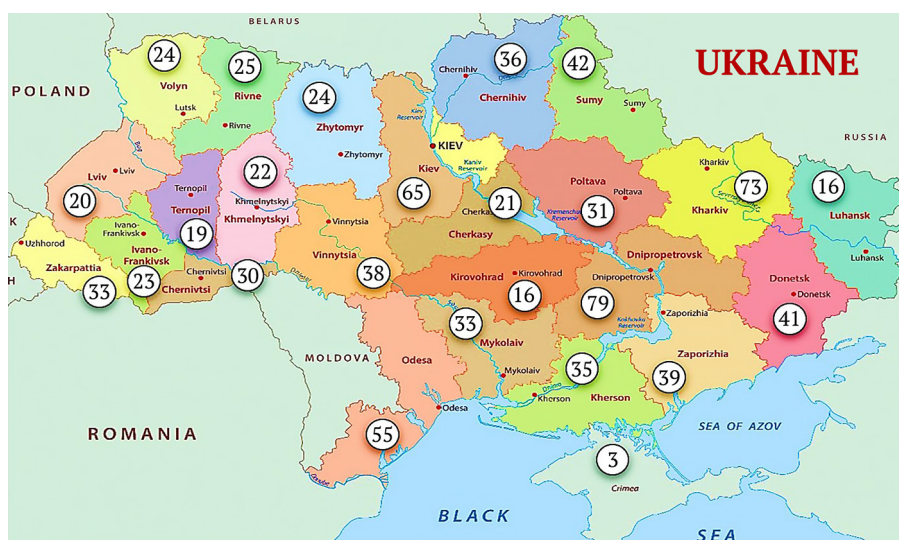 BELARUS
UKRAINE
POLAND
RUSSIA
24
Volyn
Lutsk
25
Rivne
Rivne
24
Zhytomyr
Zhytomyr
36
Chernihiv
Chernihiv
42
Sumy
Sumy
Kiev
Reservoir
KIEV
Kaniv
Reservoir
Kiev
65
Lviv
Lviv
20
Ternopil
Ternopil
19
22
Khmelnytskyi
Khmelnytskyi
Vinnytsia
Vinnytsia
38
21
Cherkasy
Poltava
Poltava
31
Kremenchuk
Reservoir
Kharkiv
Kharkiv
73
16
Luhansk
Luhansk
Uzhhorod
Zakarpattia
33
Ivano-
Frankivsk
Ivano-
Frankivsk
23
Chernivtsi
Chernivtsi
30
Kirovohrad
Kirovohrad
16
Dnipropetrovsk
Dnipropetrovsk
79
Donetsk
Donetsk
41
Kakhovka
Reservoir
Zaporizhia
Zaporizhia
39
MOLDOVA
Odesa
Odesa
55
33
Mykolaiv
Mykolaiv
35
Kherson
Kherson
Danube
K
H
ROMANIA
SEA OF AZOV
3
Crimea
BLACK
SEA